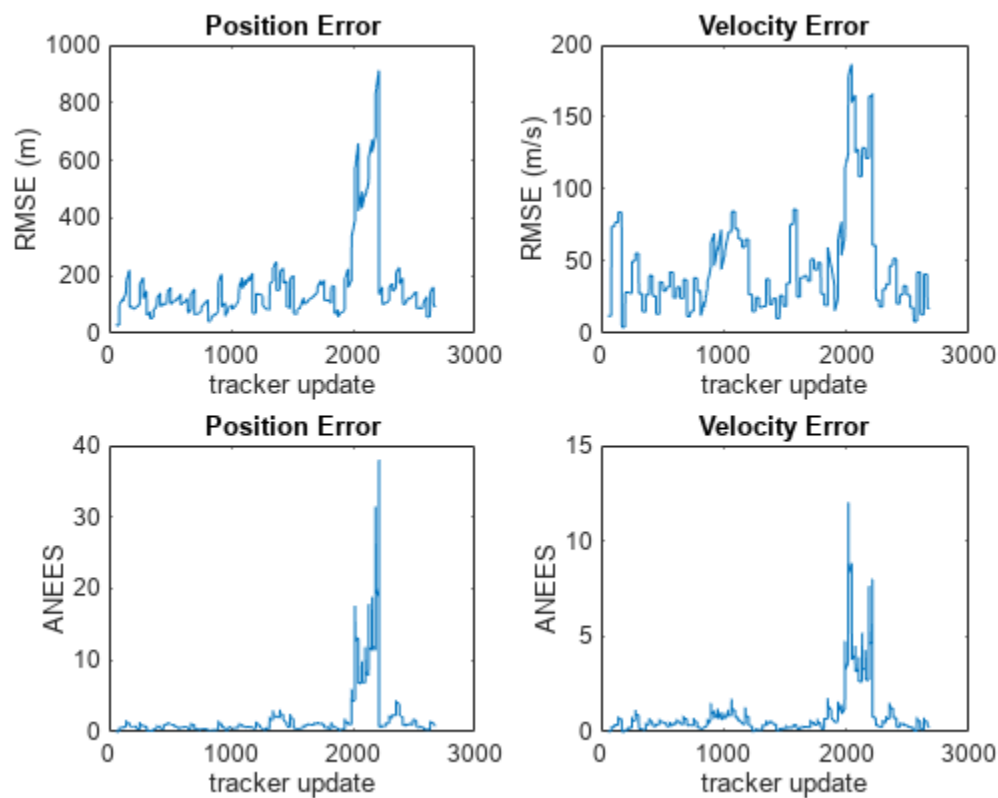 Position Error
1000
800
600
400
200
0
RMSE (m)
0 1000 2000 3000
tracker update
Velocity Error
200
150
100
50
0
RMSE (m/s)
0 1000 2000 3000
tracker update
Position Error
40
30
20
10
0
ANEES
0 1000 2000 3000
tracker update
Velocity Error
15
10
5
0
ANEES
0 1000 2000 3000
tracker update